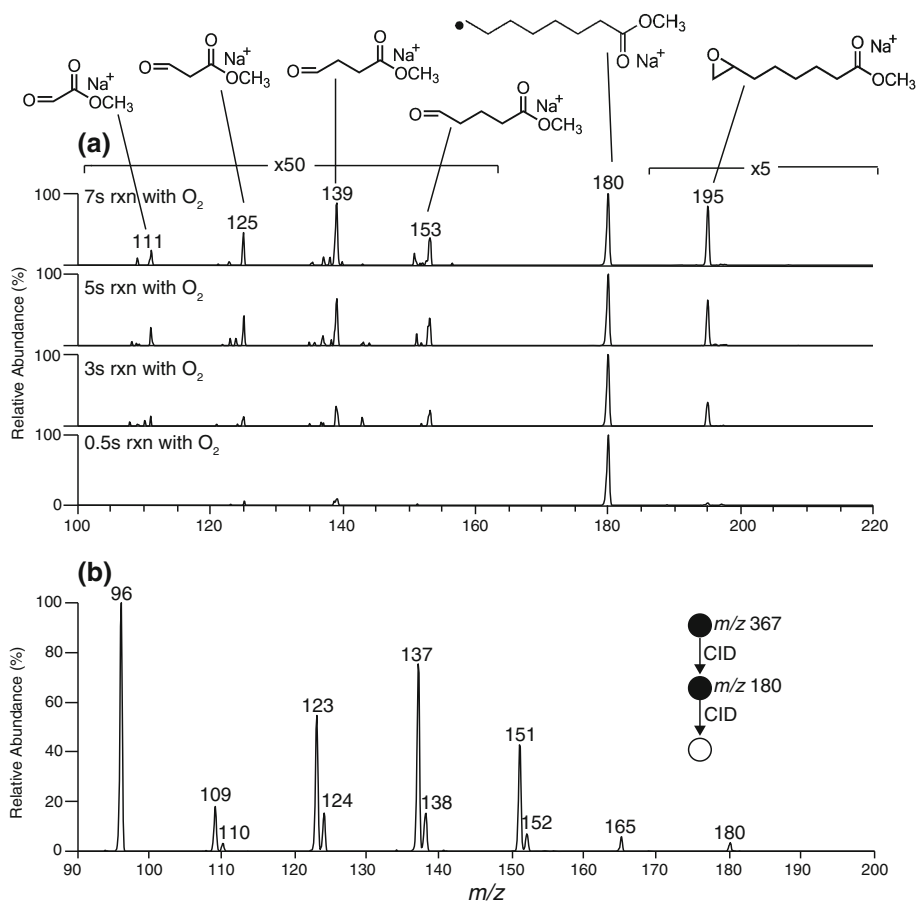 OCH₃
O
Na⁺
O
Na⁺
O OCH₃
O
Na⁺
O OCH₃
O
Na⁺
O OCH₃
O
Na⁺
O OCH₃
O
O
Na⁺
OCH₃
(a)
x50
x5
Relative Abundance (%)
100
7s rxn with O₂
111
125
139
153
180
195
100
5s rxn with O₂
100
3s rxn with O₂
100
0.5s rxn with O₂
0
100 120 140 160 180 200 220
(b)
Relative Abundance (%)
100
80
60
40
20
0
96
109
110
123
124
137
138
151
152
165
180
m/z 367
CID
m/z 180
CID
90 100 110 120 130 140 150 160 170 180 190 200
m/z